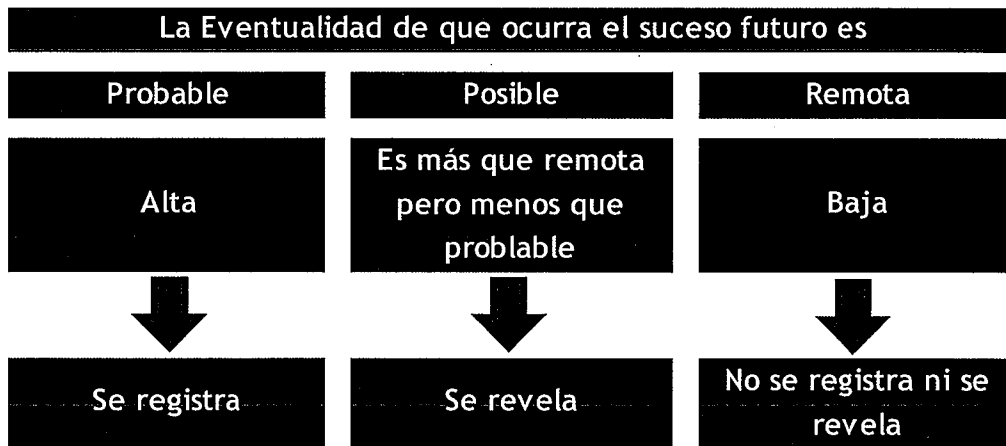 La Eventualidad de que ocurra el suceso futuro es
Probable
Posible
Remota
Alta
Es más que remota
pero menos que
problable
Baja
Se registra
Se revela
No se registra ni se
revela